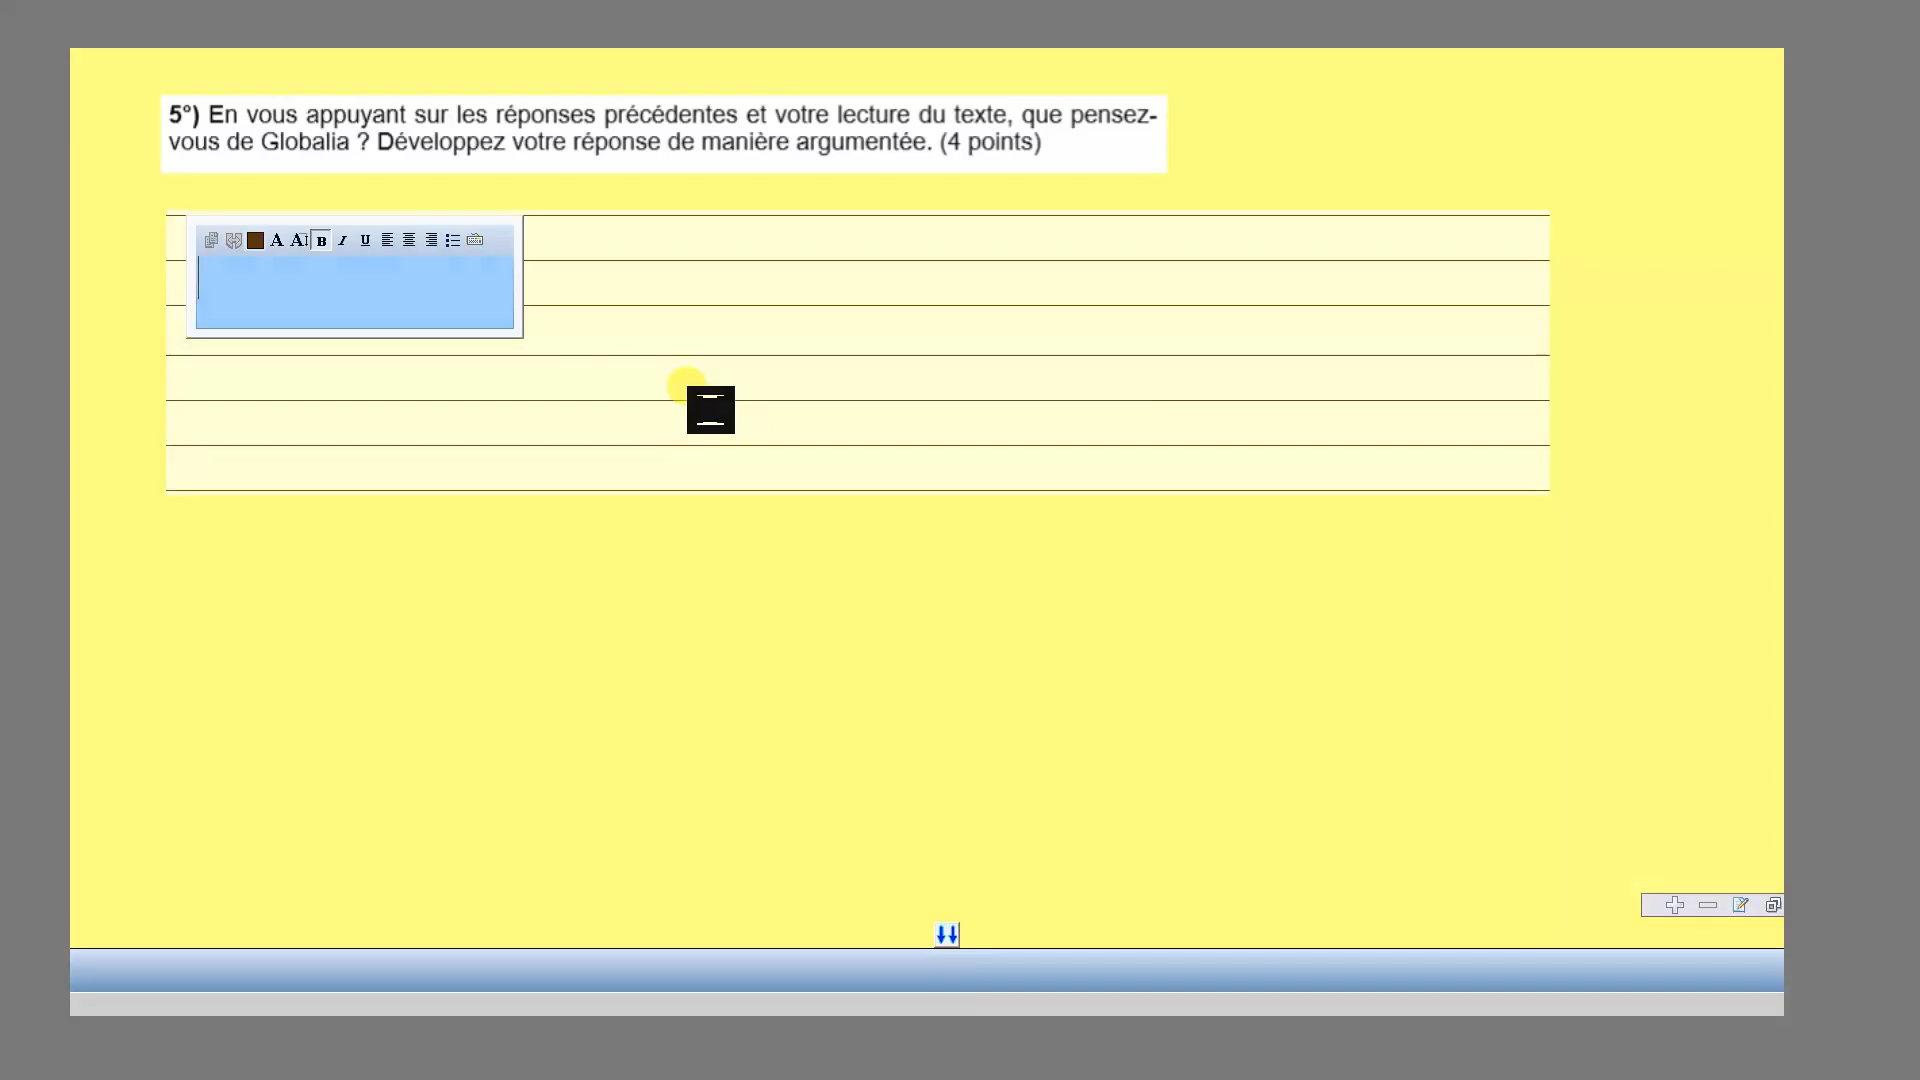 5°) En vous appuyant sur les réponses précédentes et votre lecture du texte, que pensez-
vous de Globalia ? Développez votre réponse de manière argumentée. (4 points)
A A B I U